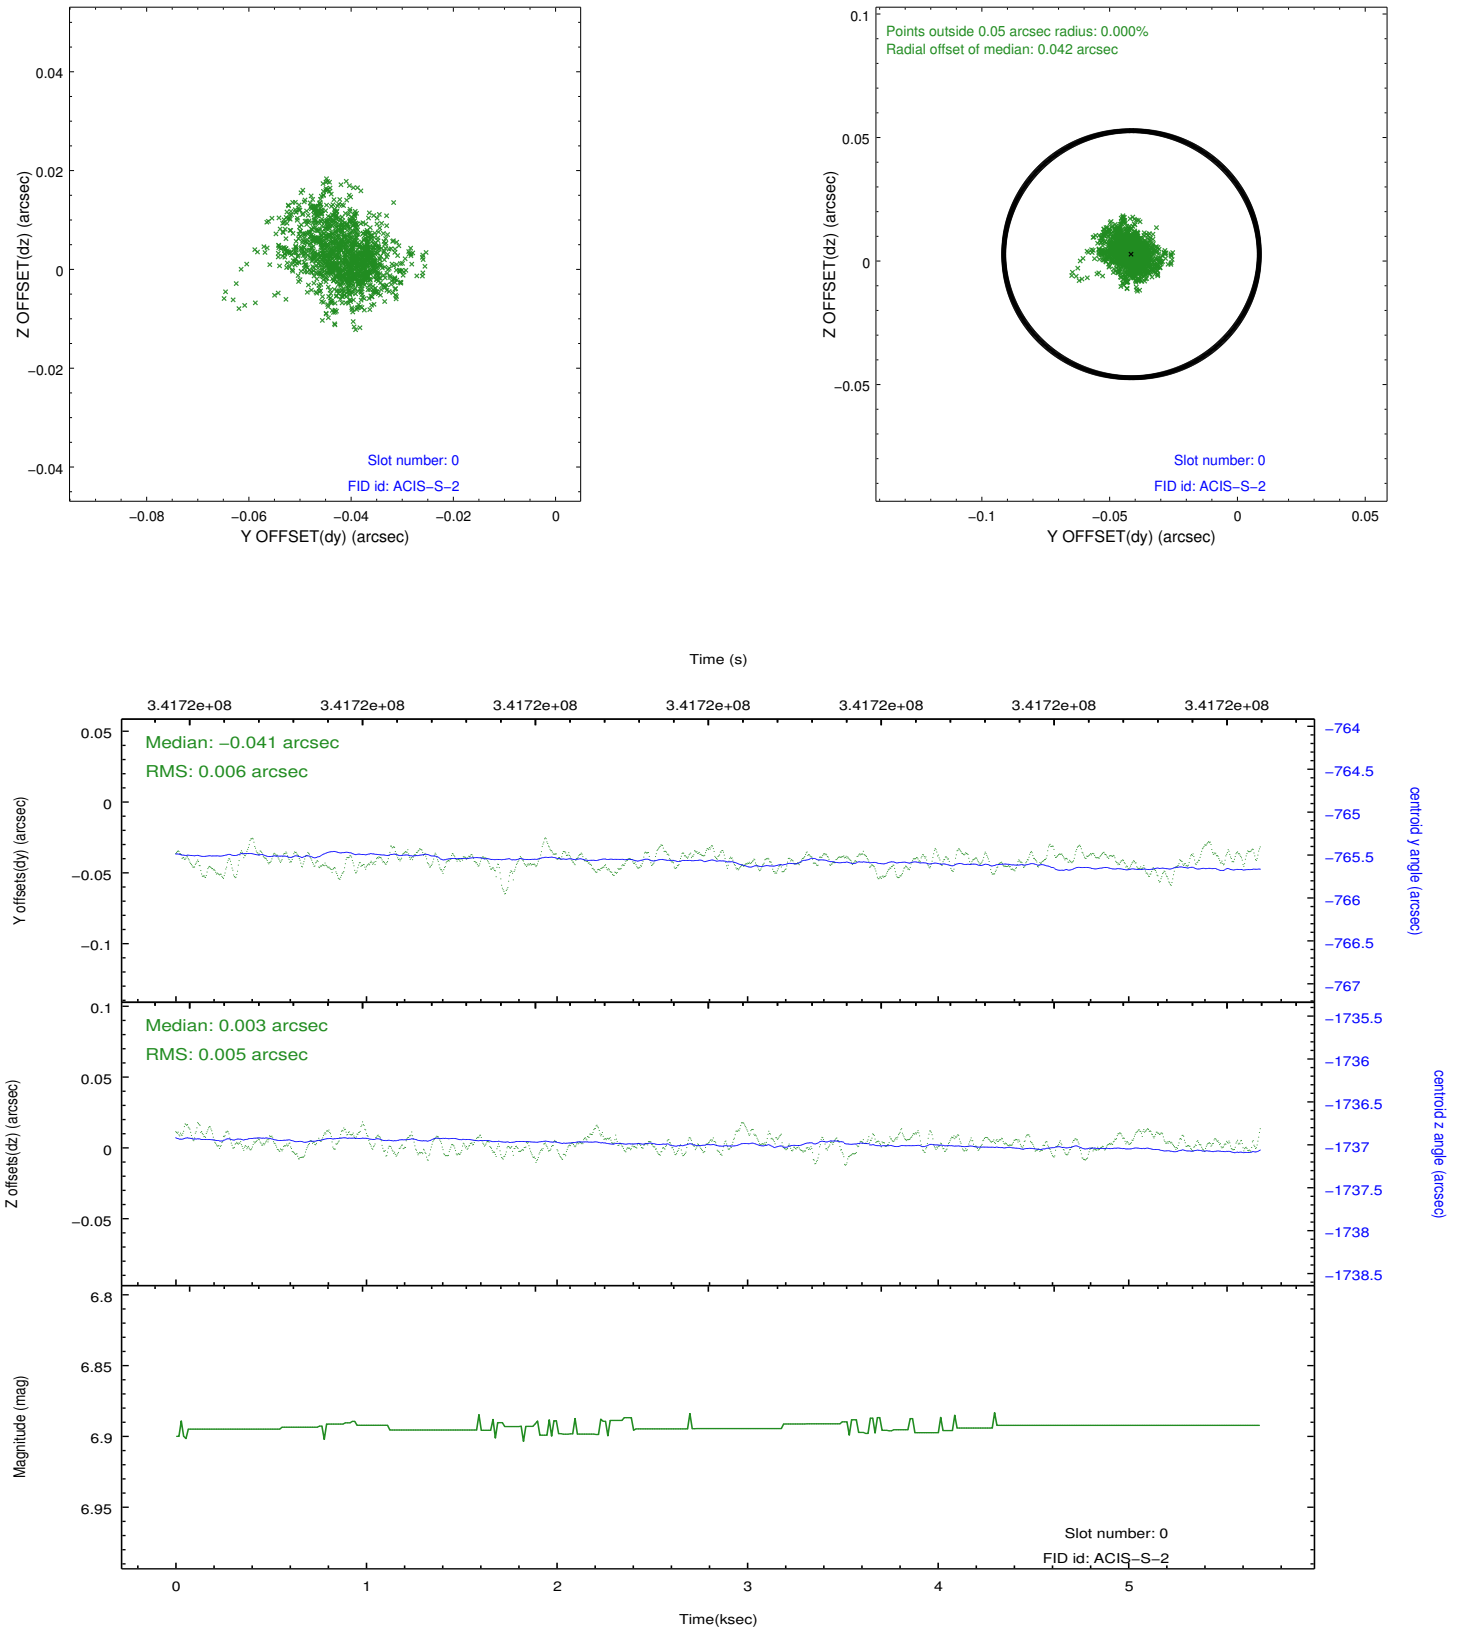 0.04
0.02
0
−0.02
−0.04
Z OFFSET(dz) (arcsec)
Slot number: 0
FID id: ACIS−S−2
−0.08 −0.06 −0.04 −0.02 0
Y OFFSET(dy) (arcsec)
Points outside 0.05 arcsec radius: 0.000%
Radial offset of median: 0.042 arcsec
0.1
0.05
0
−0.05
Z OFFSET(dz) (arcsec)
Slot number: 0
FID id: ACIS−S−2
−0.1 −0.05 0 0.05
Y OFFSET(dy) (arcsec)
Time (s)
3.4172e+08 3.4172e+08 3.4172e+08 3.4172e+08 3.4172e+08 3.4172e+08 3.4172e+08
Median: −0.041 arcsec
RMS: 0.006 arcsec
0.05
0
−0.05
−0.1
Y offsets(dy) (arcsec)
−764
−764.5
−765
−765.5
−766
−766.5
−767
centroid y angle (arcsec)
Median: 0.003 arcsec
RMS: 0.005 arcsec
0.1
0.05
0
−0.05
Z offsets(dz) (arcsec)
−1735.5
−1736
−1736.5
−1737
−1737.5
−1738
−1738.5
centroid z angle (arcsec)
6.8
6.85
6.9
6.95
Magnitude (mag)
Slot number: 0
FID id: ACIS−S−2
0 1 2 3 4 5
Time(ksec)